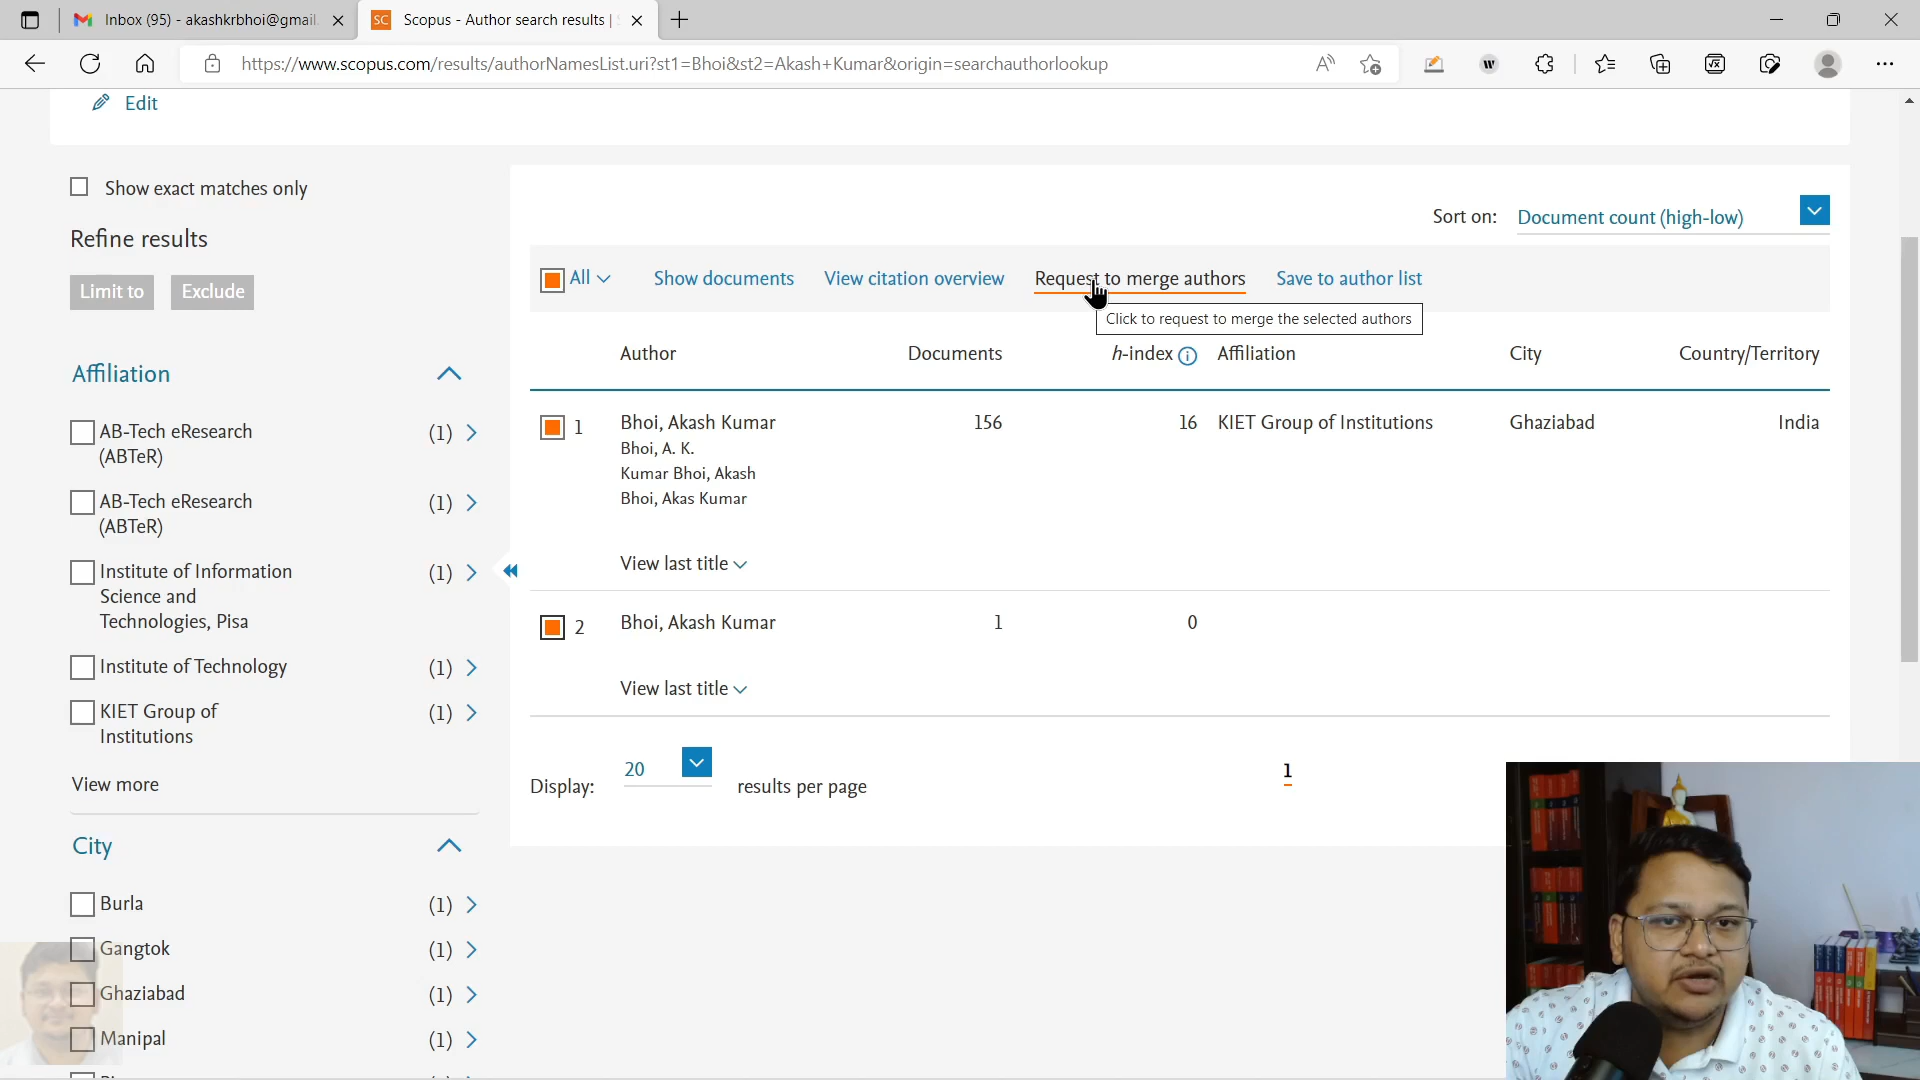 Inbox (95) - akashkrbhoi@gmail.
SC Scopus - Author search results |
https://www.scopus.com/results/authorNamesList.uri?st1=Bhoi&st2=Akash+Kumar&origin=searchauthorlookup
Edit
Show exact matches only
Refine results
Limit to Exclude
Affiliation
AB-Tech eResearch (1)
(ABTeR)
AB-Tech eResearch (1)
(ABTeR)
Institute of Information (1)
Science and
Technologies, Pisa
Institute of Technology (1)
KIET Group of (1)
Institutions
View more
City
Burla (1)
Gangtok (1)
Ghaziabad (1)
Manipal (1)
Sort on: Document count (high-low)
All Show documents View citation overview Request to merge authors Save to author list
Click to request to merge the selected authors
Author Documents h-index Affiliation City Country/Territory
1 Bhoi, Akash Kumar 156 16 KIET Group of Institutions Ghaziabad India
Bhoi, A. K.
Kumar Bhoi, Akash
Bhoi, Akas Kumar
View last title
2 Bhoi, Akash Kumar 1 0
View last title
Display: 20 results per page 1